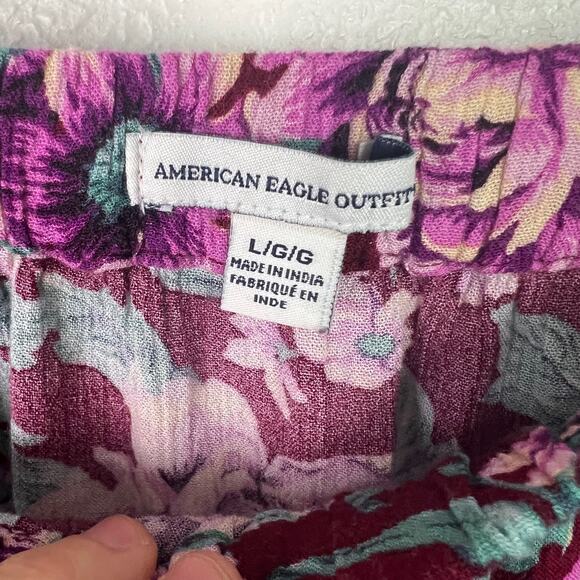 AMERICAN EAGLE OUTFIT
L/G/G
MADE IN INDIA
FABRIQUÉ EN
INDE